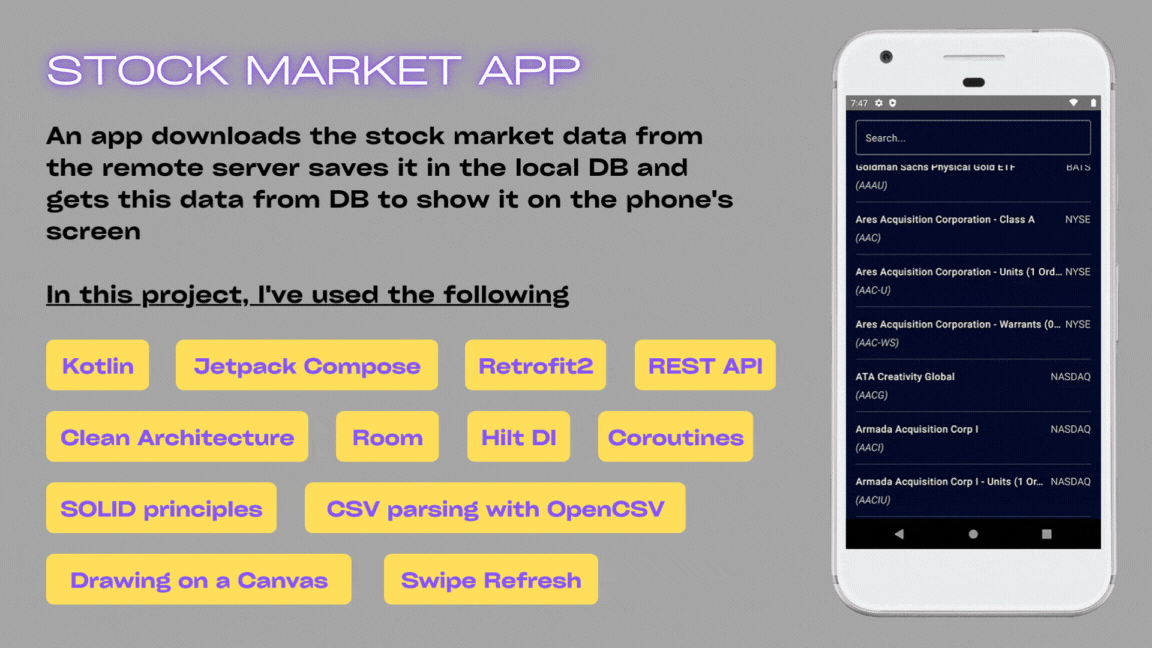 STOCK MARKET APP
An app downloads the stock market data from
the remote server saves it in the local DB and
gets this data from DB to show it on the phone's
screen
In this project, I've used the following
Kotlin
Jetpack Compose
Retrofit2
REST API
Clean Architecture
Room
Hilt DI
Coroutines
SOLID principles
CSV parsing with OpenCSV
Drawing on a Canvas
Swipe Refresh
7:47
Search...
Goldman Sachs Physical Gold ETF BATS
(AAAU)
Ares Acquisition Corporation - Class A NYSE
(AAC)
Ares Acquisition Corporation - Units (1 Ord... NYSE
(AAC-U)
Ares Acquisition Corporation - Warrants (0... NYSE
(AAC-WS)
ATA Creativity Global NASDAQ
(AACG)
Armada Acquisition Corp I NASDAQ
(AACI)
Armada Acquisition Corp I - Units (1 Or... NASDAQ
(AACIU)